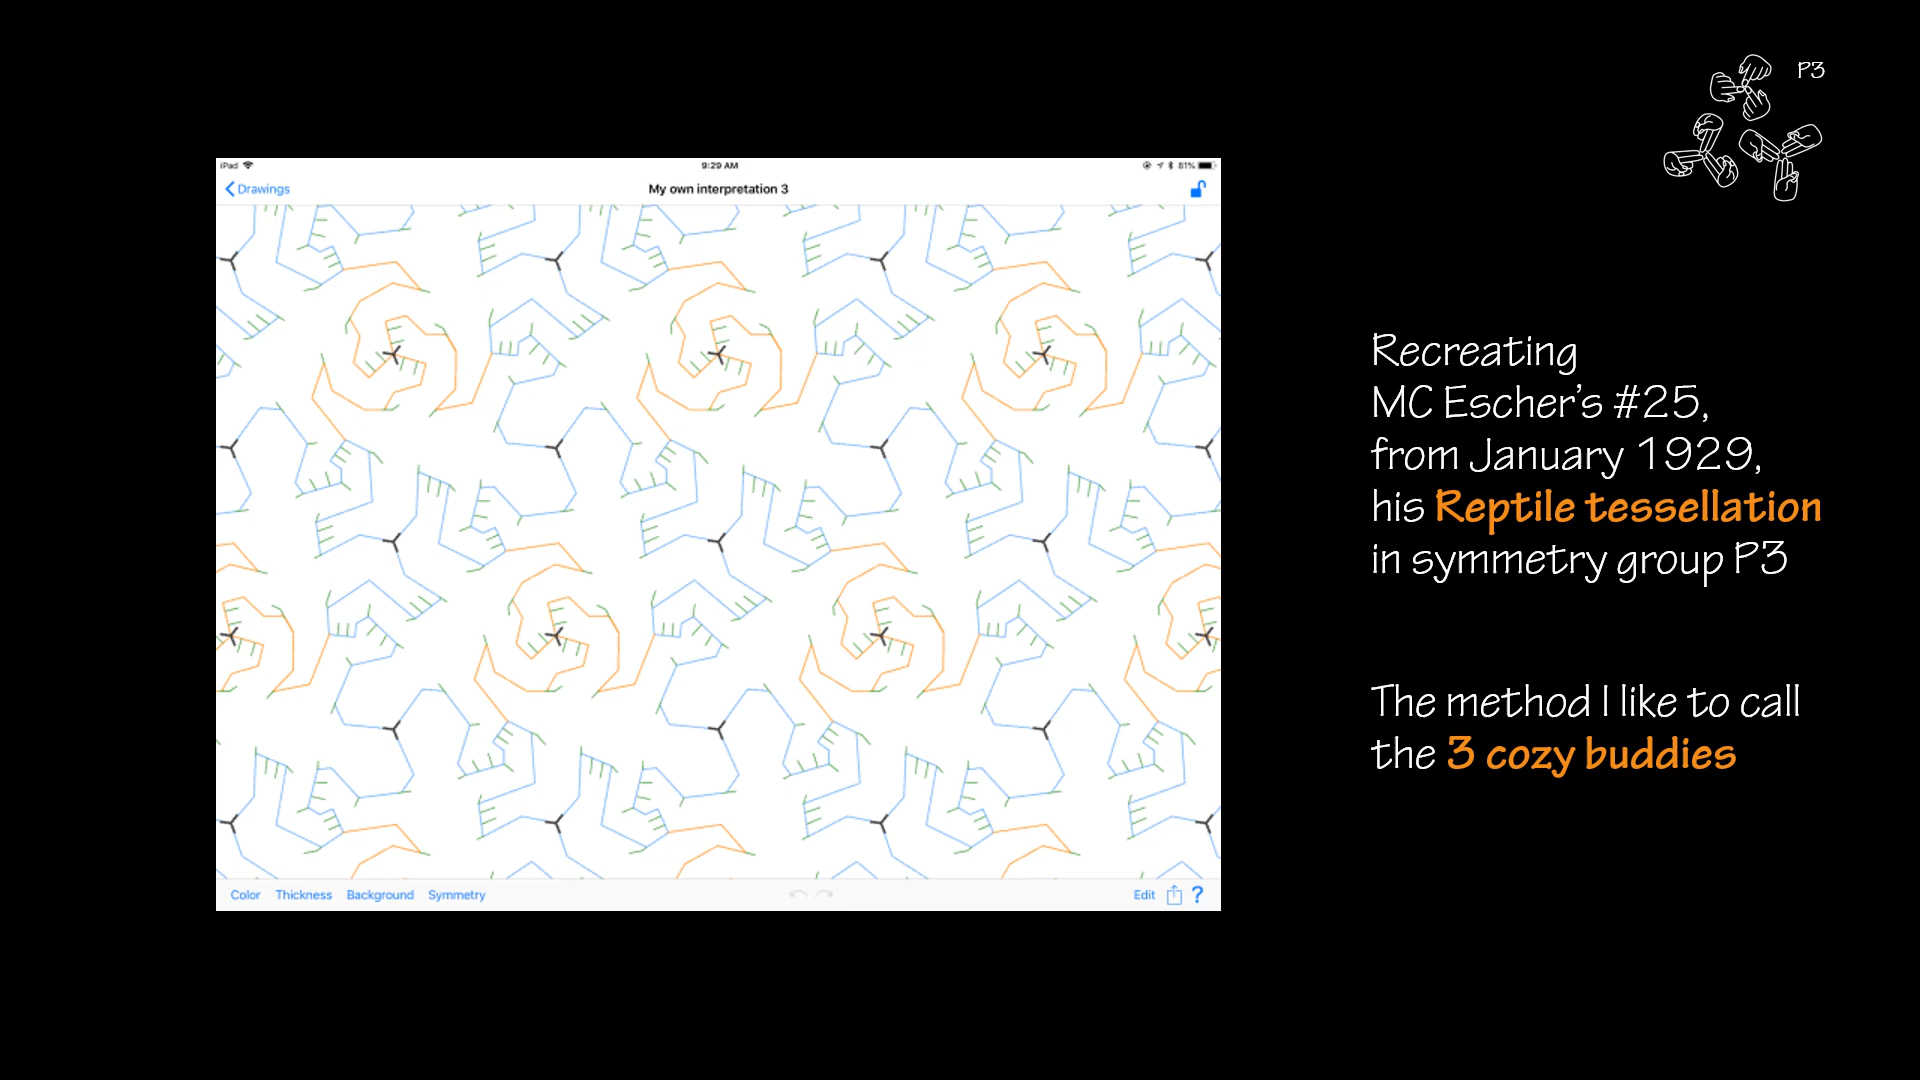 P3
iPad
9:29 AM
81%
Drawings
My own interpretation 3
Recreating
MC Escher's #25,
from January 1929,
his Reptile tessellation
in symmetry group P3
The method I like to call
the 3 cozy buddies
Color Thickness Background Symmetry
Edit ?